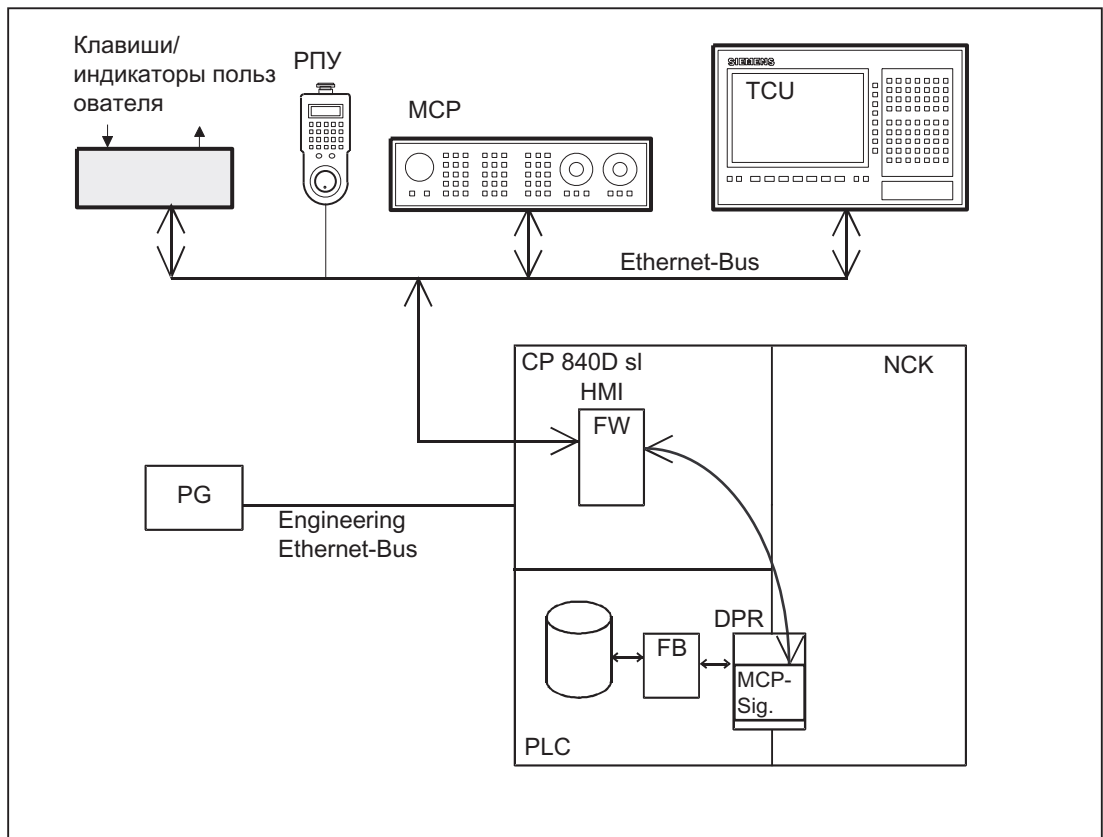 Клавиши/
индикаторы польз
ователя
РПУ
MCP
SIEMENS
TCU
Ethernet-Bus
CP 840D sl
NCK
HMI
FW
PG
Engineering
Ethernet-Bus
DPR
FB
MCP-
Sig.
PLC